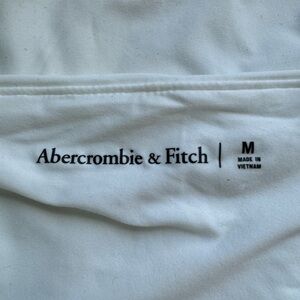 Abercrombie & Fitch | M
MADE IN
VIETNAM